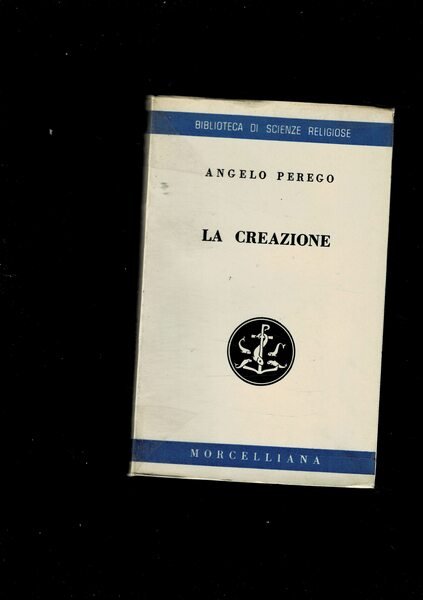 BIBLIOTECA DI SCIENZE RELIGIOSE
ANGELO PEREGO
LA CREAZIONE
MORCELLIANA